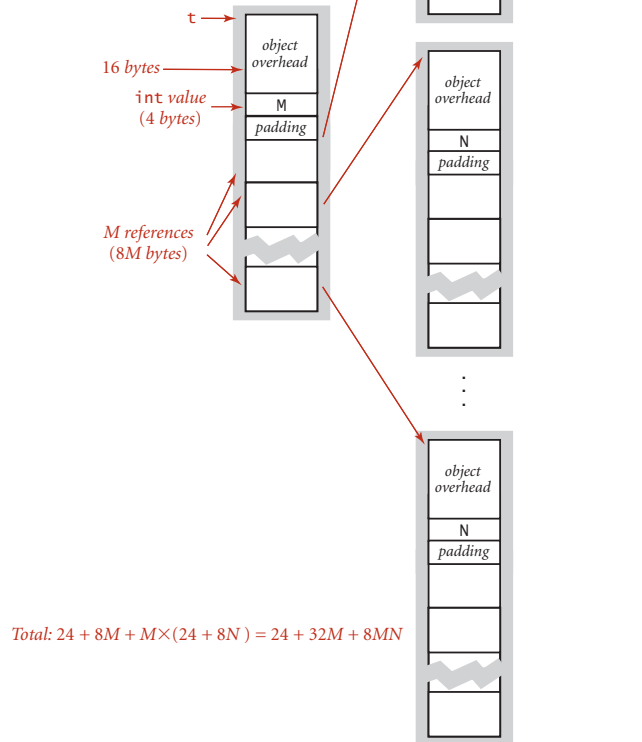 t
object
overhead
16 bytes
int value
(4 bytes)
M
padding
M references
(8M bytes)
object
overhead
N
padding
.
.
.
object
overhead
N
padding
Total: 24 + 8M + M×(24 + 8N ) = 24 + 32M + 8MN